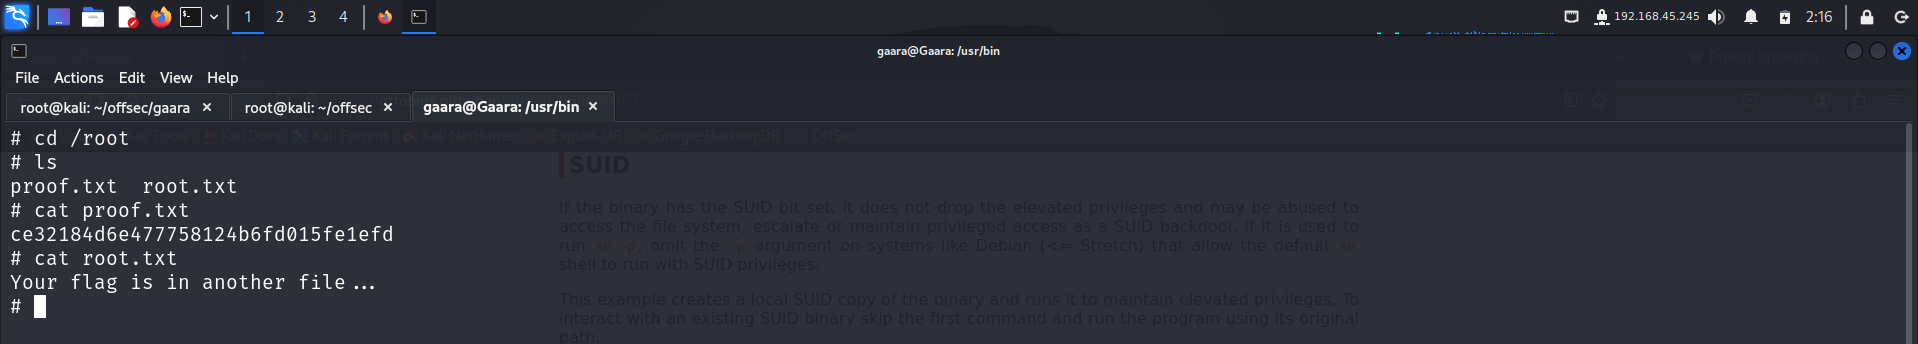 1 2 3 4 192.168.45.245 2:16
gaara@Gaara: /usr/bin
Private browsing
File Actions Edit View Help
root@kali: ~/offsec/gaara × root@kali: ~/offsec × gaara@Gaara: /usr/bin ×
Tools Kali Docs Kali Forums Kali NetHunter Exploit-DB Google Hacking DB OffSec
# cd /root
# ls
proof.txt root.txt
# cat proof.txt
ce32184d6e477758124b6fd015fe1efd
# cat root.txt
Your flag is in another file...
#
SUID
If the binary has the SUID bit set, it does not drop the elevated privileges and may be abused to
access the file system, escalate or maintain privileged access as a SUID backdoor. If it is used to
run sh -p, omit the -p argument on systems like Debian (<= Stretch) that allow the default sh
shell to run with SUID privileges.
This example creates a local SUID copy of the binary and runs it to maintain elevated privileges. To
interact with an existing SUID binary skip the first command and run the program using its original
path.